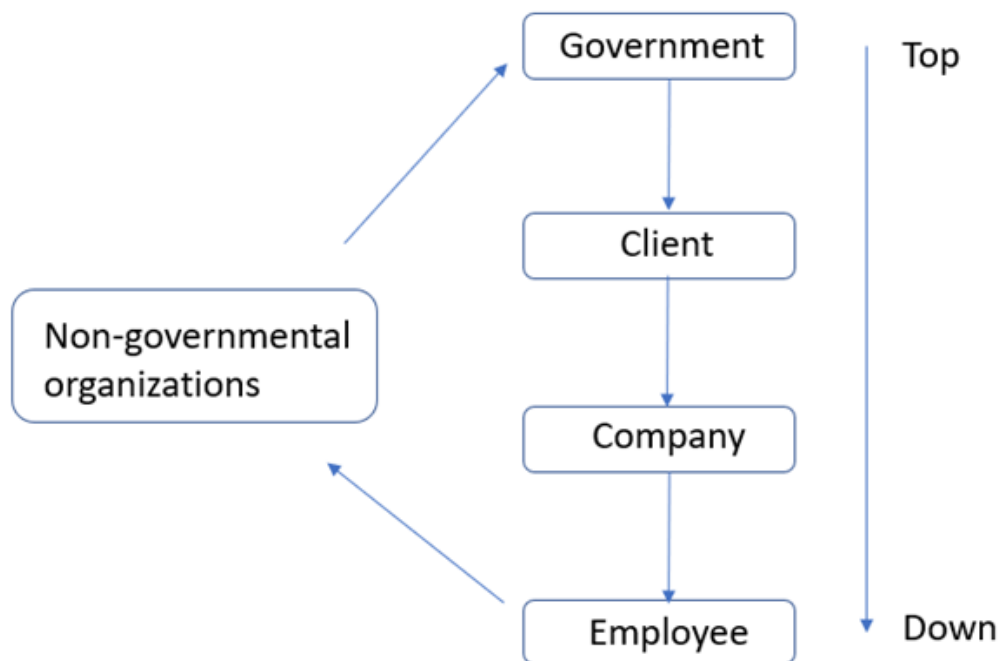 Government
Top
Client
Non-governmental
organizations
Company
Employee
Down